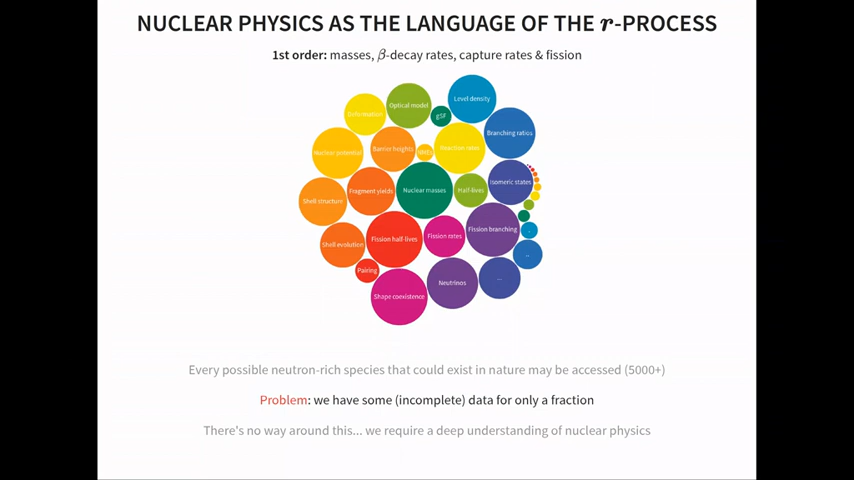 NUCLEAR PHYSICS AS THE LANGUAGE OF THE r-PROCESS
1st order: masses, β-decay rates, capture rates & fission
Level density
Optical model
Deformation
gSF
Branching ratios
Nuclear potential
Barrier heights
Reaction rates
Isomeric states
Fragment yields
Nuclear masses
Half-lives
Shell structure
Fission branching
Shell evolution
Fission half-lives
Fission rates
..
Pairing
...
Neutrinos
Shape coexistence
Every possible neutron-rich species that could exist in nature may be accessed (5000+)
Problem: we have some (incomplete) data for only a fraction
There's no way around this... we require a deep understanding of nuclear physics